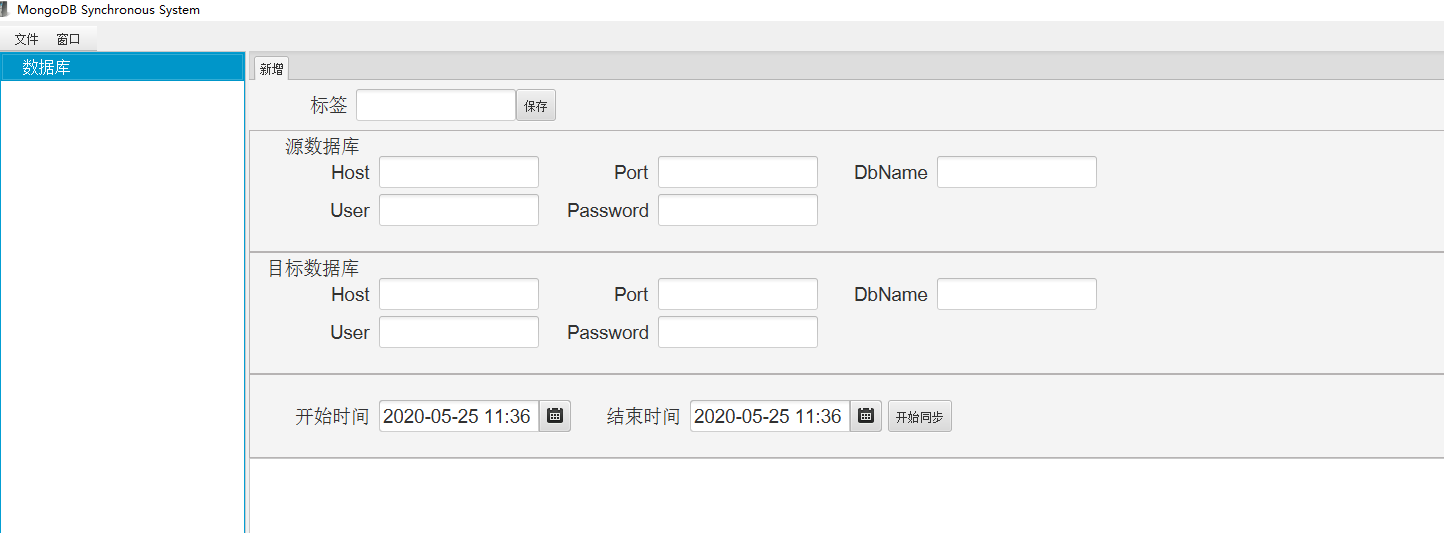 MongoDB Synchronous System
文件 窗口
数据库
新增
标签 保存
源数据库
Host Port DbName
User Password
目标数据库
Host Port DbName
User Password
开始时间 2020-05-25 11:36 结束时间 2020-05-25 11:36 开始同步